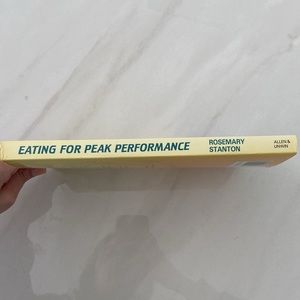 EATING FOR PEAK PERFORMANCE
ROSEMARY
STANTON
ALLEN &
UNWIN